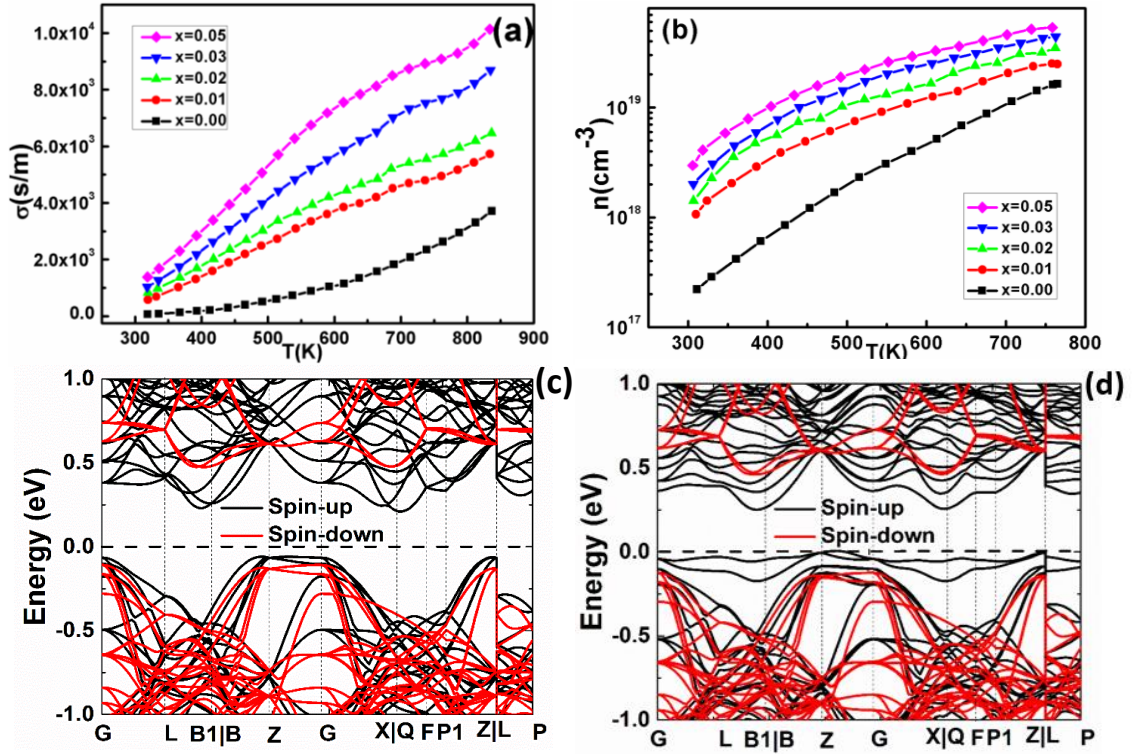 (a)
1.0x10⁴
8.0x10³
6.0x10³
4.0x10³
2.0x10³
0.0
σ(s/m)
x=0.05
x=0.03
x=0.02
x=0.01
x=0.00
300 400 500 600 700 800 900
T(K)
(b)
10¹⁹
10¹⁸
10¹⁷
n(cm⁻³)
x=0.05
x=0.03
x=0.02
x=0.01
x=0.00
300 400 500 600 700 800
T(K)
(c)
1.0
0.5
0.0
-0.5
-1.0
Energy (eV)
Spin-up
Spin-down
G L B1|B Z G X|Q F P1 Z|L P
(d)
1.0
0.5
0.0
-0.5
-1.0
Energy (eV)
Spin-up
Spin-down
G L B1|B Z G X|Q F P1 Z|L P